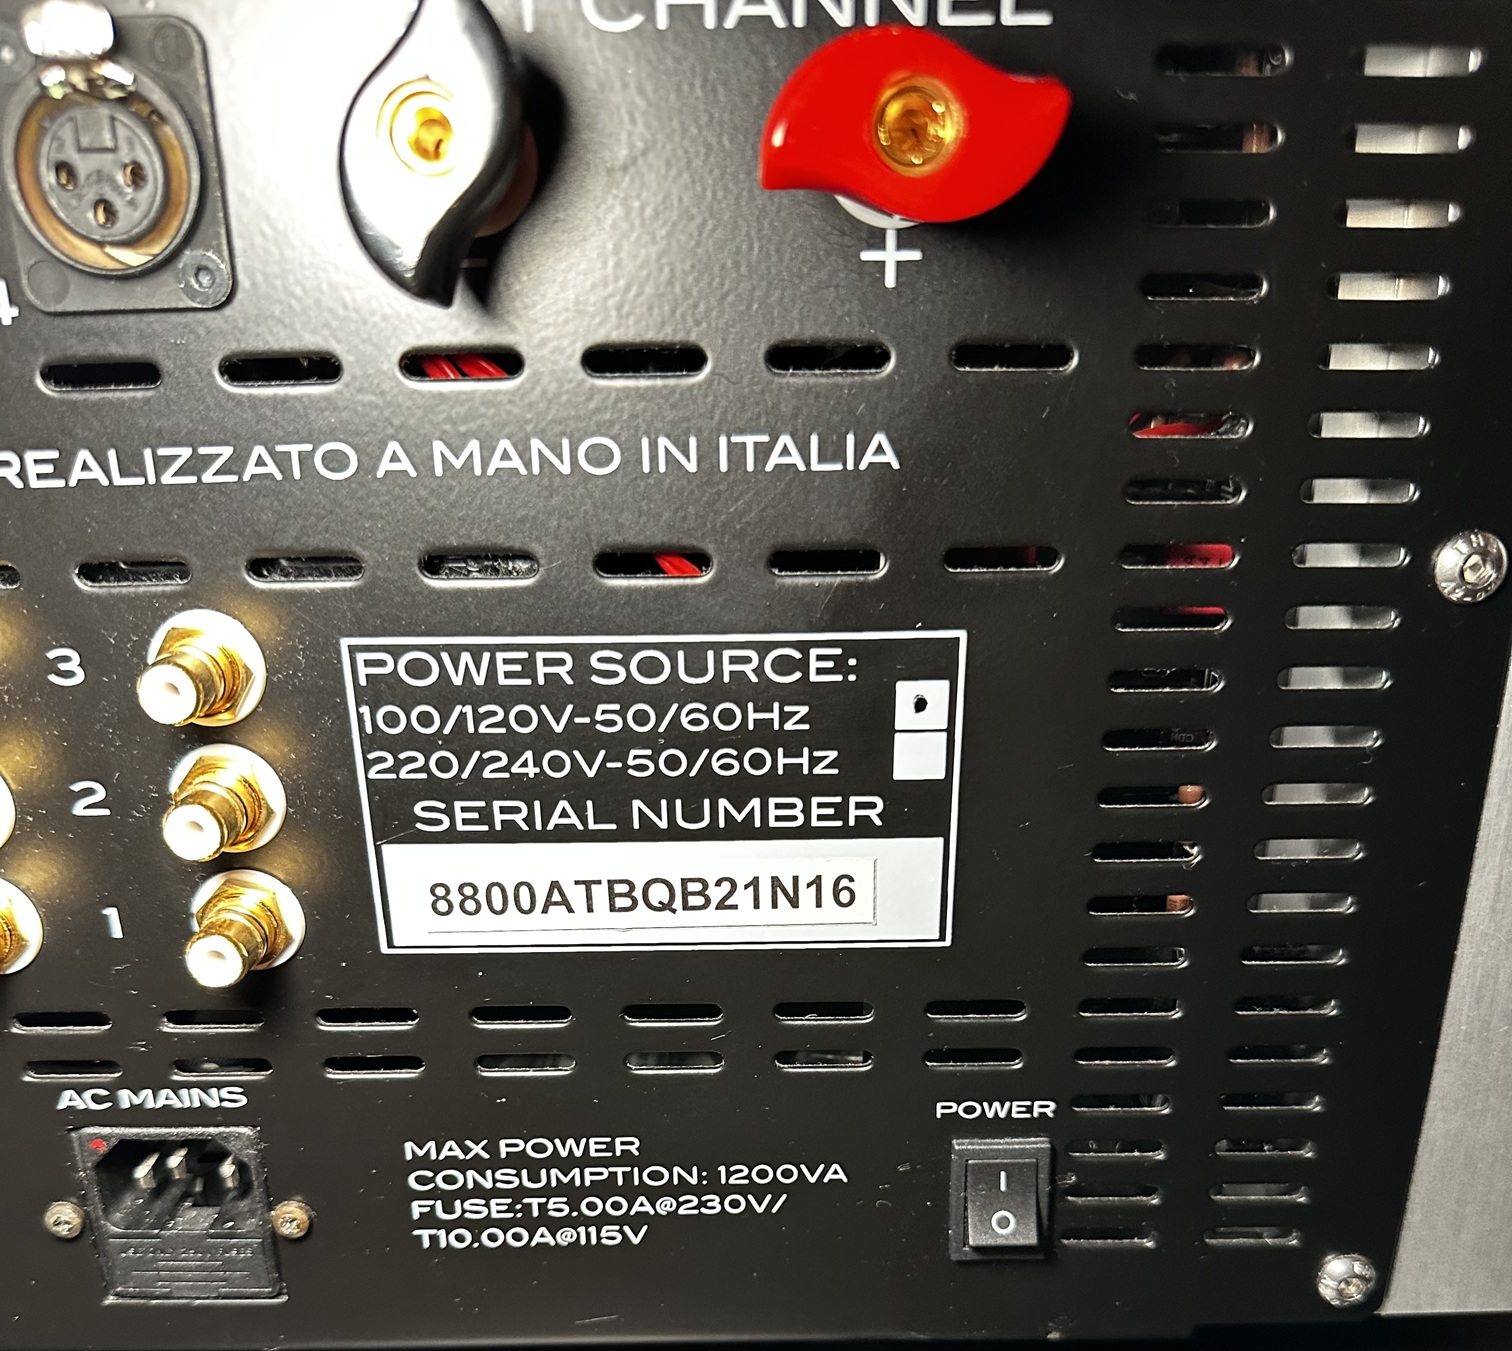 CHANNEL
4
- +
REALIZZATO A MANO IN ITALIA
3
POWER SOURCE:
100/120V-50/60Hz
220/240V-50/60Hz
2
SERIAL NUMBER
8800ATBQB21N16
1
AC MAINS
POWER
MAX POWER
CONSUMPTION: 1200VA
FUSE:T5.00A@230V/
T10.00A@115V
I
O